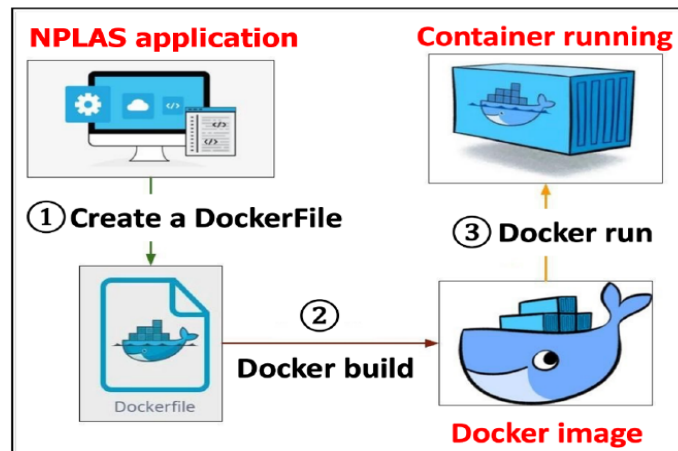 NPLAS application
Container running
</>
</>
</>
① Create a DockerFile
③ Docker run
②
Docker build
Dockerfile
Docker image